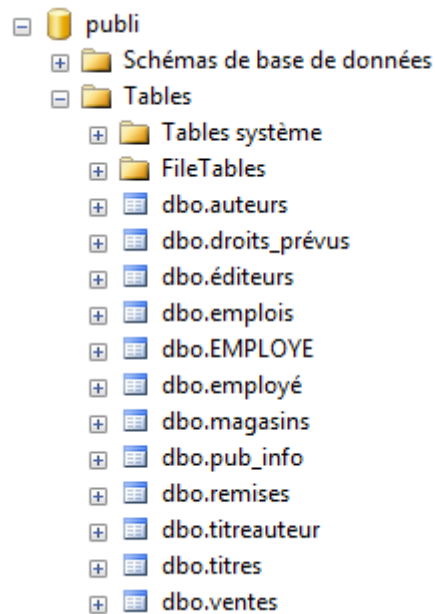 publi
Schémas de base de données
Tables
Tables système
FileTables
dbo.auteurs
dbo.droits_prévus
dbo.éditeurs
dbo.emplois
dbo.EMPLOYE
dbo.employé
dbo.magasins
dbo.pub_info
dbo.remises
dbo.titreauteur
dbo.titres
dbo.ventes